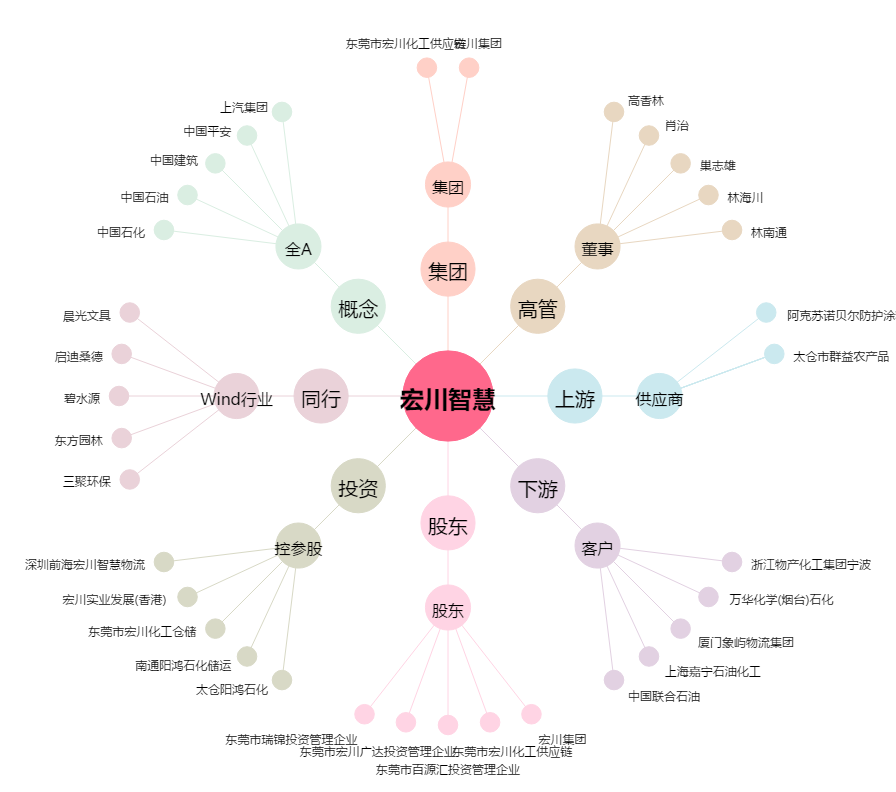 东莞市宏川化工供应链
宏川集团
集团
集团
上汽集团
中国平安
中国建筑
中国石油
中国石化
全A
概念
高香林
肖治
巢志雄
林海川
林南通
董事
高管
晨光文具
启迪桑德
碧水源
东方园林
三聚环保
Wind行业
同行
宏川智慧
上游
供应商
阿克苏诺贝尔防护涂
太仓市群益农产品
投资
控参股
深圳前海宏川智慧物流
宏川实业发展(香港)
东莞市宏川化工仓储
南通阳鸿石化储运
太仓阳鸿石化
下游
客户
浙江物产化工集团宁波
万华化学(烟台)石化
厦门象屿物流集团
上海嘉宁石油化工
中国联合石油
股东
股东
东莞市瑞锦投资管理企业
东莞市宏川广达投资管理企业
东莞市百源汇投资管理企业
东莞市宏川化工供应链
宏川集团